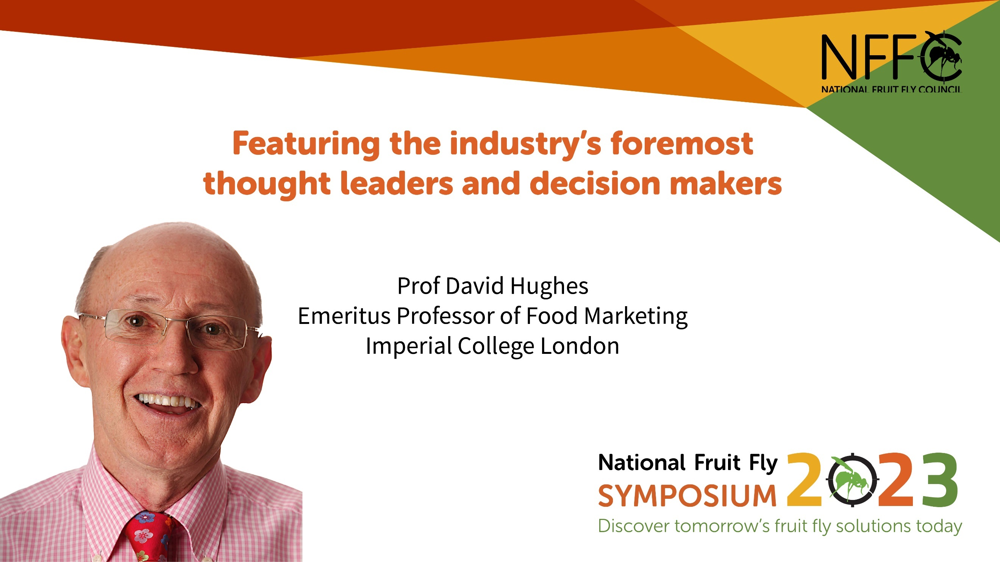 NFFC
NATIONAL FRUIT FLY COUNCIL
Featuring the industry’s foremost
thought leaders and decision makers
Prof David Hughes
Emeritus Professor of Food Marketing
Imperial College London
National Fruit Fly
SYMPOSIUM 2023
Discover tomorrow’s fruit fly solutions today